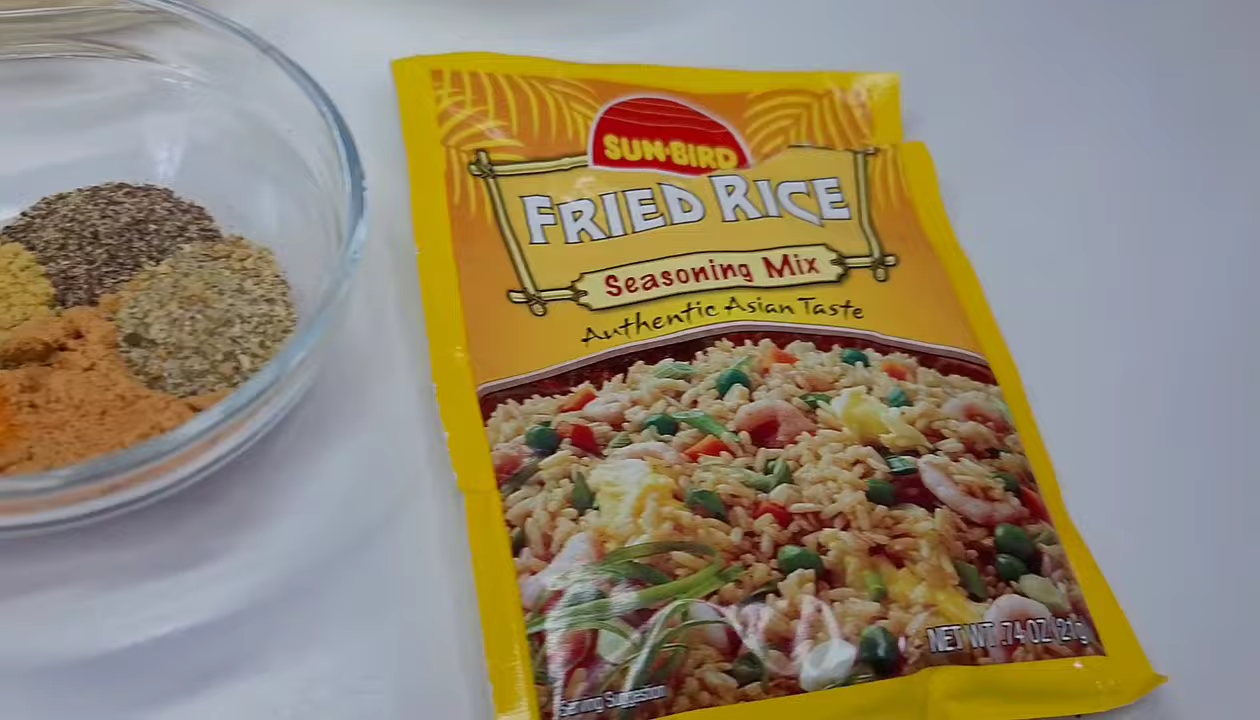 SUN•BIRD
FRIED RICE
Seasoning Mix
Authentic Asian Taste
NET WT .74 OZ (21g)
Serving Suggestion